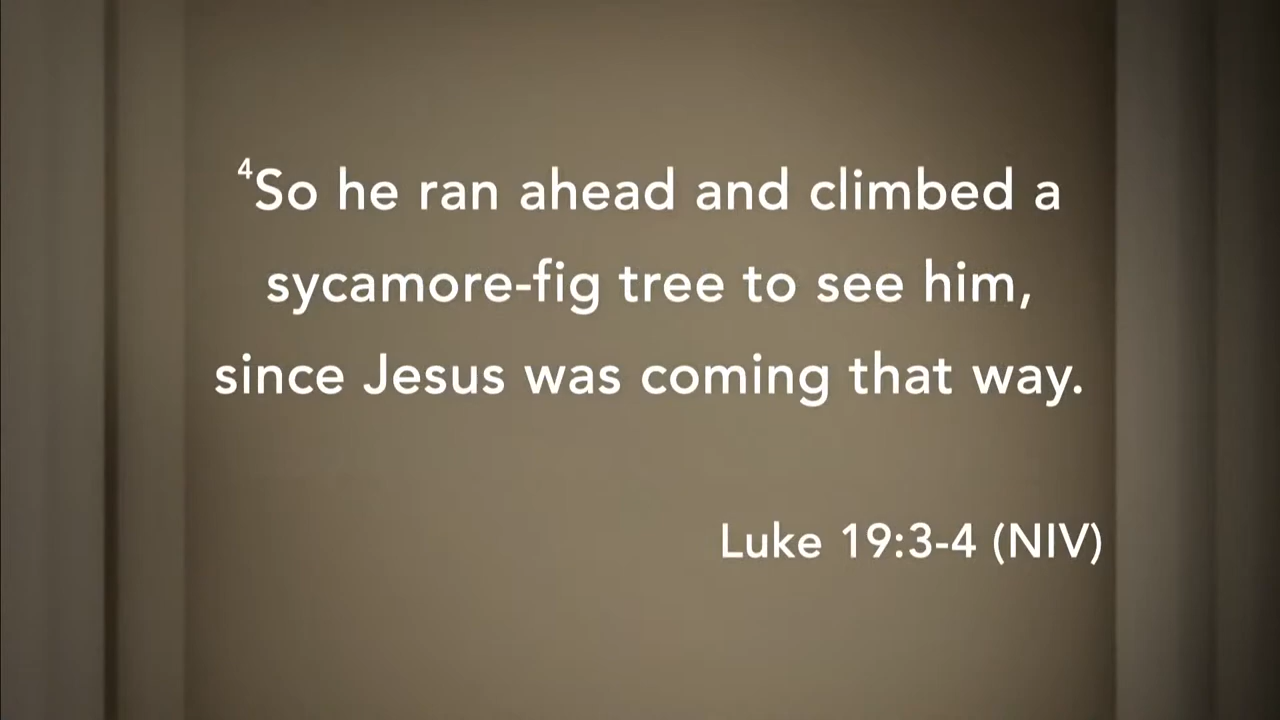 ⁴So he ran ahead and climbed a
sycamore-fig tree to see him,
since Jesus was coming that way.
Luke 19:3-4 (NIV)